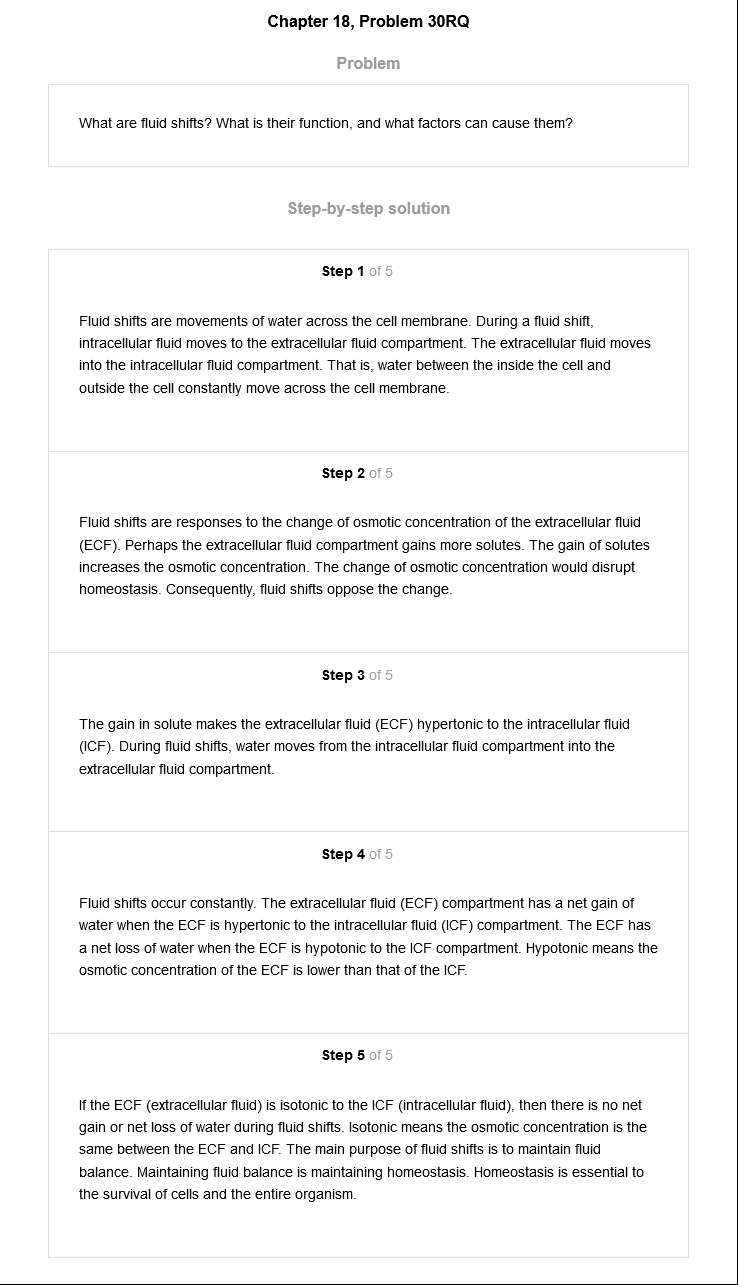 Chapter 18, Problem 30RQ
Problem
What are fluid shifts? What is their function, and what factors can cause them?
Step-by-step solution
Step 1 of 5
Fluid shifts are movements of water across the cell membrane. During a fluid shift,
intracellular fluid moves to the extracellular fluid compartment. The extracellular fluid moves
into the intracellular fluid compartment. That is, water between the inside the cell and
outside the cell constantly move across the cell membrane.
Step 2 of 5
Fluid shifts are responses to the change of osmotic concentration of the extracellular fluid
(ECF). Perhaps the extracellular fluid compartment gains more solutes. The gain of solutes
increases the osmotic concentration. The change of osmotic concentration would disrupt
homeostasis. Consequently, fluid shifts oppose the change.
Step 3 of 5
The gain in solute makes the extracellular fluid (ECF) hypertonic to the intracellular fluid
(ICF). During fluid shifts, water moves from the intracellular fluid compartment into the
extracellular fluid compartment.
Step 4 of 5
Fluid shifts occur constantly. The extracellular fluid (ECF) compartment has a net gain of
water when the ECF is hypertonic to the intracellular fluid (ICF) compartment. The ECF has
a net loss of water when the ECF is hypotonic to the ICF compartment. Hypotonic means the
osmotic concentration of the ECF is lower than that of the ICF.
Step 5 of 5
If the ECF (extracellular fluid) is isotonic to the ICF (intracellular fluid), then there is no net
gain or net loss of water during fluid shifts. Isotonic means the osmotic concentration is the
same between the ECF and ICF. The main purpose of fluid shifts is to maintain fluid
balance. Maintaining fluid balance is maintaining homeostasis. Homeostasis is essential to
the survival of cells and the entire organism.